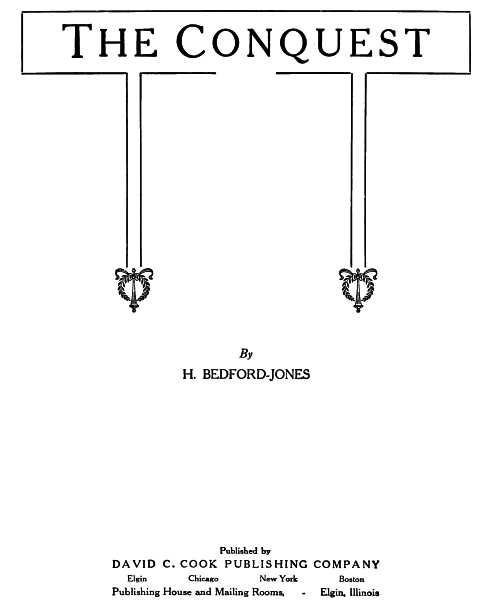 THE CONQUEST
By
H. BEDFORD-JONES
Published by
DAVID C. COOK PUBLISHING COMPANY
Elgin Chicago New York Boston
Publishing House and Mailing Rooms, - Elgin, Illinois